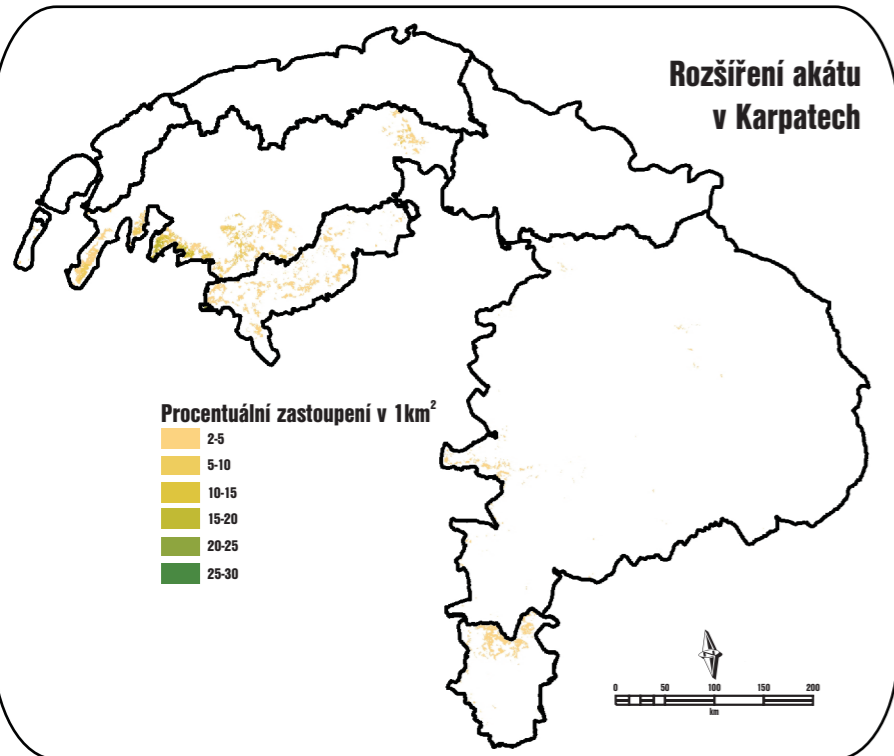 Rozšíření akátu
v Karpatech
Procentuální zastoupení v 1km²
2-5
5-10
10-15
15-20
20-25
25-30
0 50 100 150 200
km